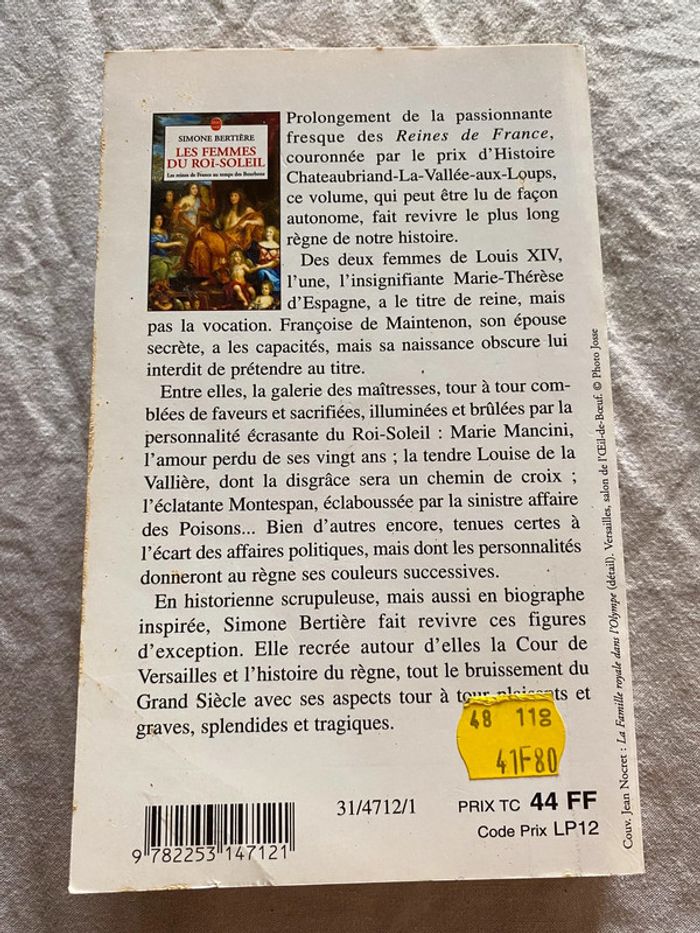 SIMONE BERTIÈRE
LES FEMMES
DU ROI-SOLEIL
Les reines de France au temps des Bourbons
Prolongement de la passionnante
fresque des Reines de France,
couronnée par le prix d'Histoire
Chateaubriand-La-Vallée-aux-Loups,
ce volume, qui peut être lu de façon
autonome, fait revivre le plus long
règne de notre histoire.
Des deux femmes de Louis XIV,
l'une, l'insignifiante Marie-Thérèse
d'Espagne, a le titre de reine, mais
pas la vocation. Françoise de Maintenon, son épouse
secrète, a les capacités, mais sa naissance obscure lui
interdit de prétendre au titre.
Entre elles, la galerie des maîtresses, tour à tour com-
blées de faveurs et sacrifiées, illuminées et brûlées par la
personnalité écrasante du Roi-Soleil : Marie Mancini,
l'amour perdu de ses vingt ans ; la tendre Louise de la
Vallière, dont la disgrâce sera un chemin de croix ;
l'éclatante Montespan, éclaboussée par la sinistre affaire
des Poisons... Bien d'autres encore, tenues certes à
l'écart des affaires politiques, mais dont les personnalités
donneront au règne ses couleurs successives.
En historienne scrupuleuse, mais aussi en biographe
inspirée, Simone Bertière fait revivre ces figures
d'exception. Elle recrée autour d'elles la Cour de
Versailles et l'histoire du règne, tout le bruissement du
Grand Siècle avec ses aspects tour à tour plaisants et
graves, splendides et tragiques.
48 118
41F80
31/4712/1
PRIX TC 44 FF
Code Prix LP12
9 782253 147121
Couv. Jean Nocret : La Famille royale dans l'Olympe (détail). Versailles, salon de l'Œil-de-Bœuf. © Photo Josse